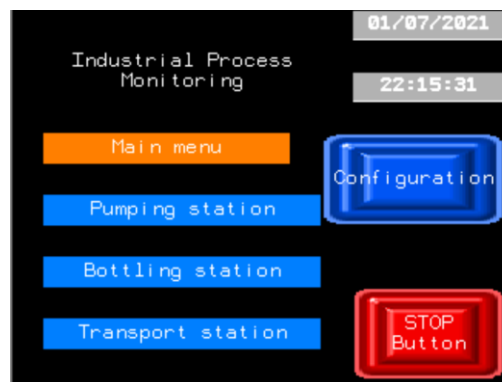 01/07/2021
Industrial Process
Monitoring
22:15:31
Main menu
Configuration
Pumping station
Bottling station
Transport station
STOP
Button